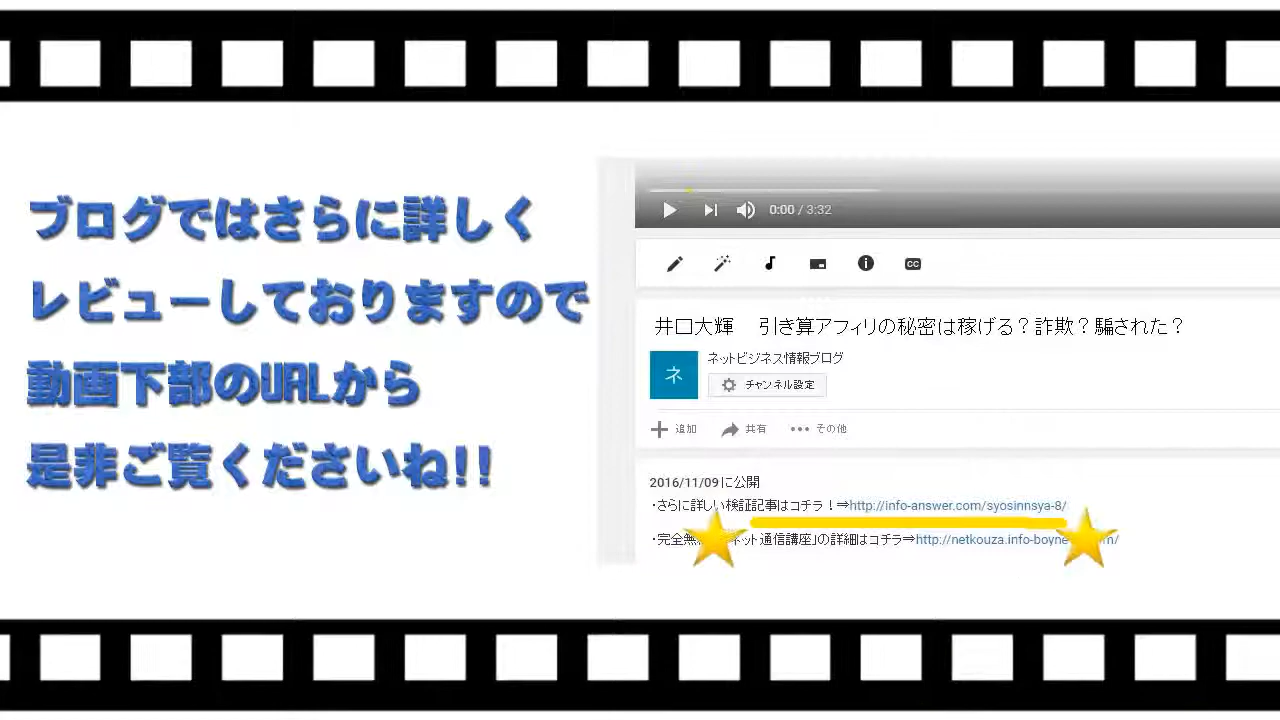 ブログではさらに詳しく
レビューしておりますので
動画下部のURLから
是非ご覧くださいね!!
0:00 / 3:32
CC
井口大輝 引き算アフィリの秘密は稼げる？詐欺？騙された？
ネ
ネットビジネス情報ブログ
チャンネル設定
追加 共有 その他
2016/11/09に公開
・さらに詳しい検証記事はコチラ！⇒http://info-answer.com/syosinnsya-8/
・完全無 ネット通信講座」の詳細はコチラ⇒http://netkouza.info-boyne m/